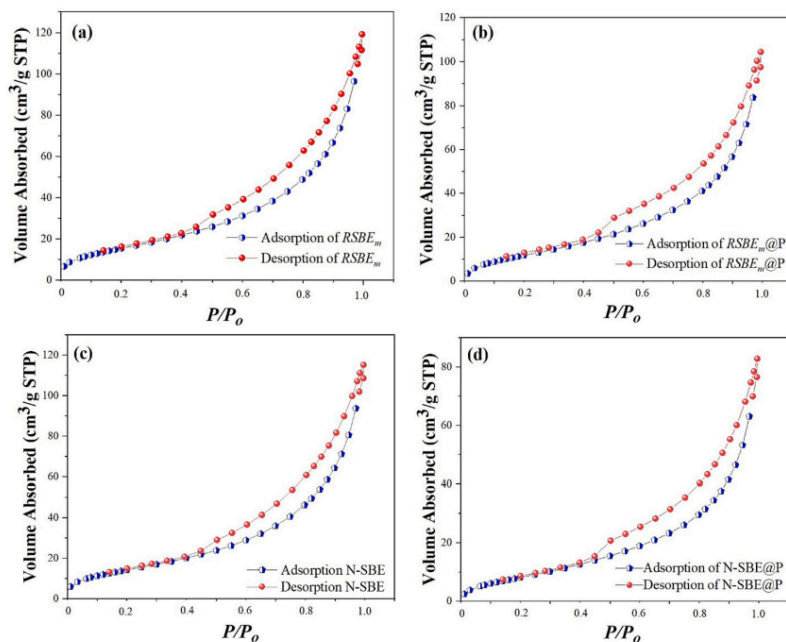 (a)
Volume Absorbed (cm³/g STP)
120
100
80
60
40
20
0
Adsorption of RSBEm
Desorption of RSBEm
0 0.2 0.4 0.6 0.8 1.0
P/Po
(b)
Volume Absorbed (cm³/g STP)
120
100
80
60
40
20
0
Adsorption of RSBEm@P
Desorption of RSBEm@P
0.0 0.2 0.4 0.6 0.8 1.0
P/Po
(c)
Volume Absorbed (cm³/g STP)
120
100
80
60
40
20
0
Adsorption N-SBE
Desorption N-SBE
0.0 0.2 0.4 0.6 0.8 1.0
P/Po
(d)
Volume Absorbed (cm³/g STP)
80
60
40
20
0
Adsorption of N-SBE@P
Desorption of N-SBE@P
0.0 0.2 0.4 0.6 0.8 1.0
P/Po